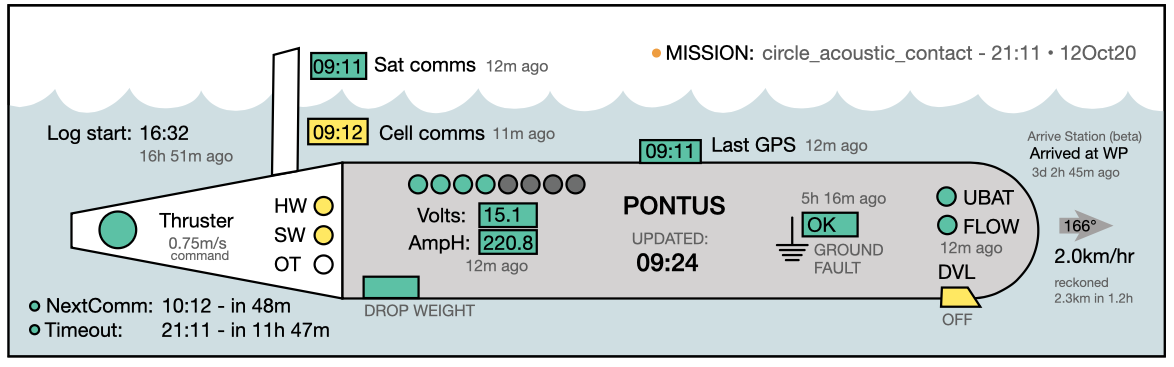 MISSION: circle_acoustic_contact - 21:11 • 12Oct20
09:11 Sat comms 12m ago
Log start: 16:32
16h 51m ago
09:12 Cell comms 11m ago
09:11 Last GPS 12m ago
Arrive Station (beta)
Arrived at WP
3d 2h 45m ago
Thruster
0.75m/s
command
HW
SW
OT
Volts: 15.1
AmpH: 220.8
12m ago
DROP WEIGHT
PONTUS
UPDATED:
09:24
5h 16m ago
OK
GROUND
FAULT
UBAT
FLOW
12m ago
DVL
OFF
166°
2.0km/hr
reckoned
2.3km in 1.2h
NextComm: 10:12 - in 48m
Timeout: 21:11 - in 11h 47m